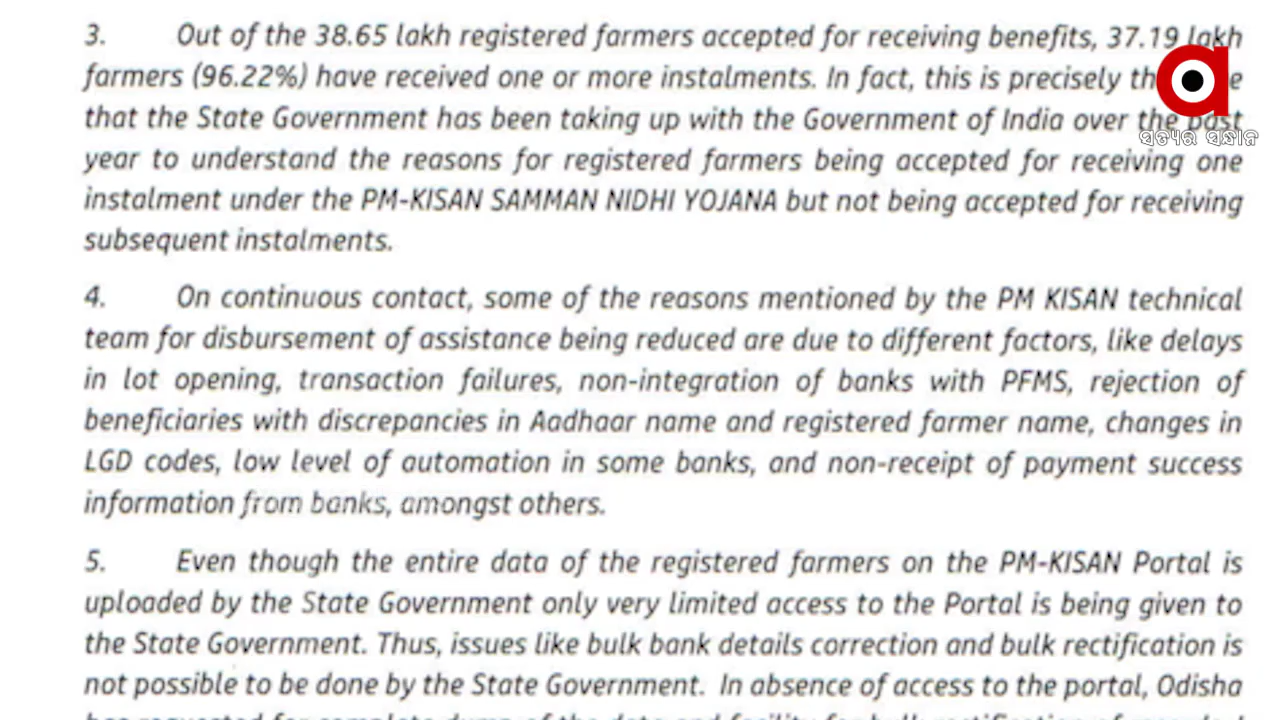 3. Out of the 38.65 lakh registered farmers accepted for receiving benefits, 37.19 lakh
farmers (96.22%) have received one or more instalments. In fact, this is precisely the
that the State Government has been taking up with the Government of India over the past
year to understand the reasons for registered farmers being accepted for receiving one
instalment under the PM-KISAN SAMMAN NIDHI YOJANA but not being accepted for receiving
subsequent instalments.
4. On continuous contact, some of the reasons mentioned by the PM KISAN technical
team for disbursement of assistance being reduced are due to different factors, like delays
in lot opening, transaction failures, non-integration of banks with PFMS, rejection of
beneficiaries with discrepancies in Aadhaar name and registered farmer name, changes in
LGD codes, low level of automation in some banks, and non-receipt of payment success
information from banks, amongst others.
5. Even though the entire data of the registered farmers on the PM-KISAN Portal is
uploaded by the State Government only very limited access to the Portal is being given to
the State Government. Thus, issues like bulk bank details correction and bulk rectification is
not possible to be done by the State Government. In absence of access to the portal, Odisha
a
ସତ୍ୟର ସନ୍ଧାନ